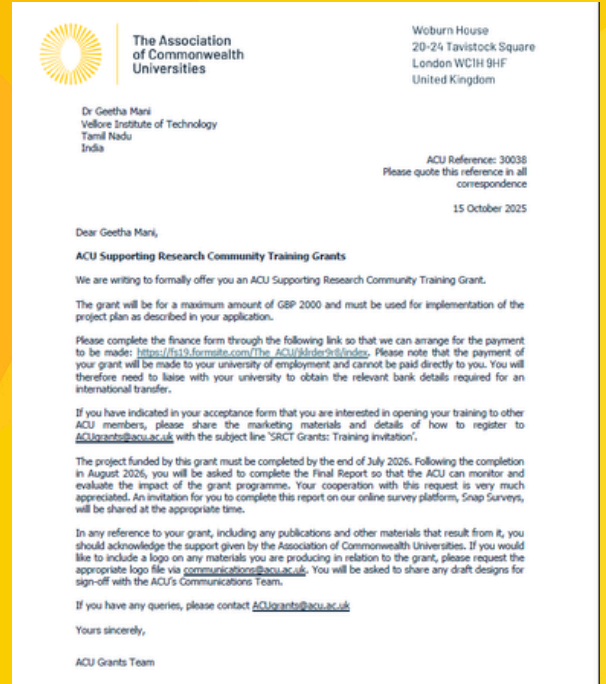 The Association
of Commonwealth
Universities
Woburn House
20-24 Tavistock Square
London WC1H 9HF
United Kingdom
Dr Geetha Mani
Vellore Institute of Technology
Tamil Nadu
India
ACU Reference: 30038
Please quote this reference in all
correspondence
15 October 2025
Dear Geetha Mani,
ACU Supporting Research Community Training Grants
We are writing to formally offer you an ACU Supporting Research Community Training Grant.
The grant will be for a maximum amount of GBP 2000 and must be used for implementation of the
project plan as described in your application.
Please complete the finance form through the following link so that we can arrange for the payment
to be made: https://fs19.formsite.com/The_ACU/jklrder9r8/index. Please note that the payment of
your grant will be made to your university of employment and cannot be paid directly to you. You will
therefore need to liaise with your university to obtain the relevant bank details required for an
international transfer.
If you have indicated in your acceptance form that you are interested in opening your training to other
ACU members, please share the marketing materials and details of how to register to
ACUgrants@acu.ac.uk with the subject line 'SRCT Grants: Training invitation'.
The project funded by this grant must be completed by the end of July 2026. Following the completion
in August 2026, you will be asked to complete the Final Report so that the ACU can monitor and
evaluate the impact of the grant programme. Your cooperation with this request is very much
appreciated. An invitation for you to complete this report on our online survey platform, Snap Surveys,
will be shared at the appropriate time.
In any reference to your grant, including any publications and other materials that result from it, you
should acknowledge the support given by the Association of Commonwealth Universities. If you would
like to include a logo on any materials you are producing in relation to the grant, please request the
appropriate logo file via communications@acu.ac.uk. You will be asked to share any draft designs for
sign-off with the ACU's Communications Team.
If you have any queries, please contact ACUgrants@acu.ac.uk
Yours sincerely,
ACU Grants Team